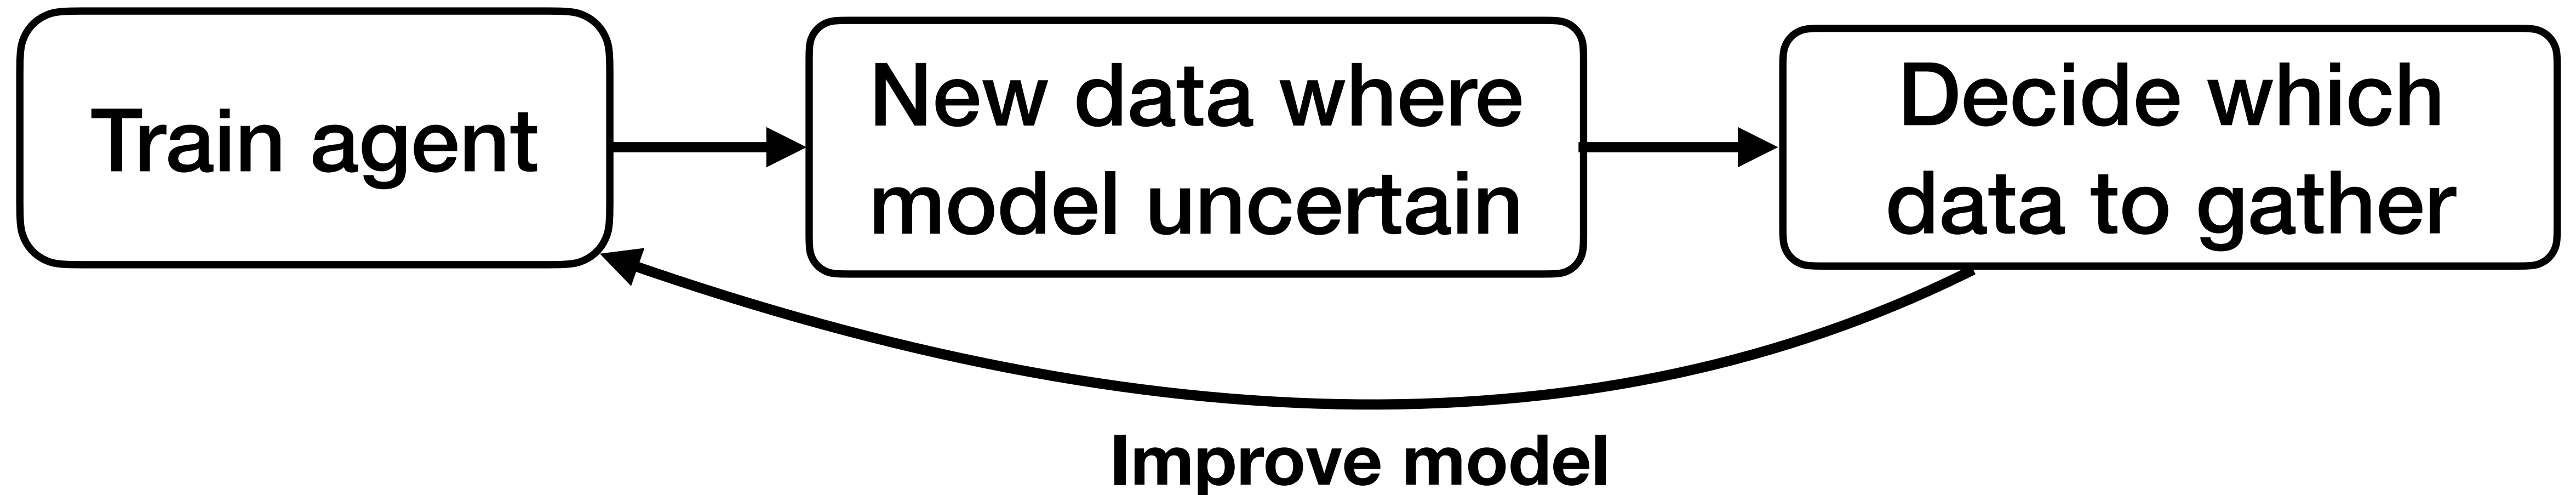 Train agent
New data where
model uncertain
Decide which
data to gather
Improve model